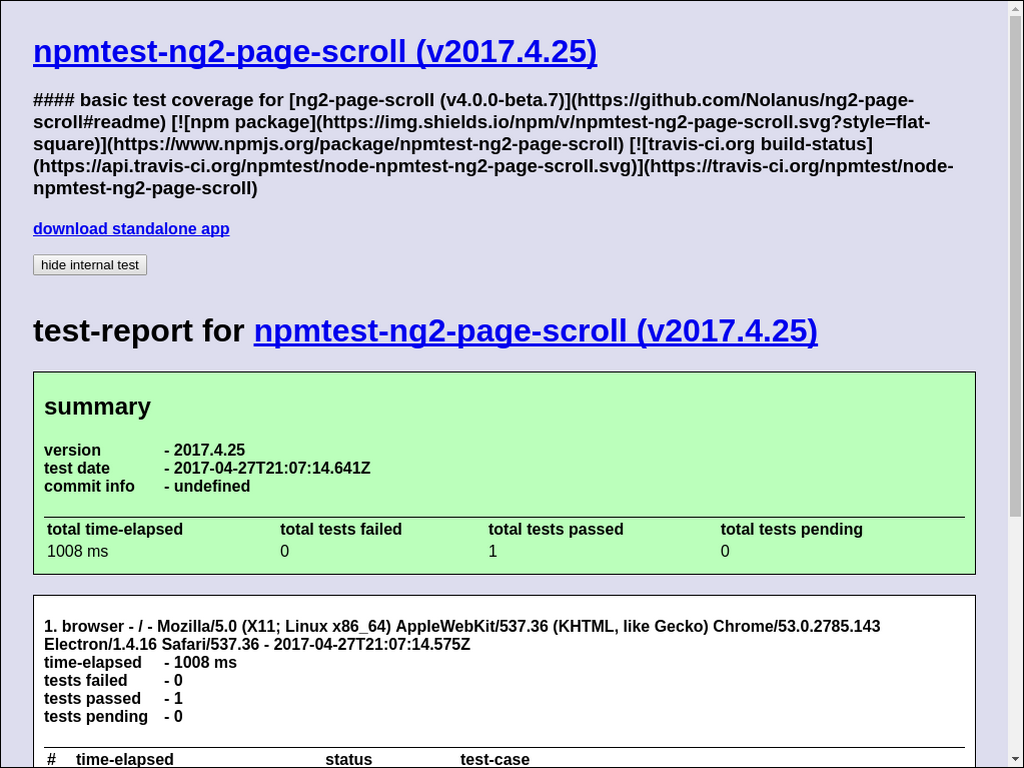 npmtest-ng2-page-scroll (v2017.4.25)
#### basic test coverage for [ng2-page-scroll (v4.0.0-beta.7)](https://github.com/Nolanus/ng2-page-
scroll#readme) [![npm package](https://img.shields.io/npm/v/npmtest-ng2-page-scroll.svg?style=flat-
square)](https://www.npmjs.org/package/npmtest-ng2-page-scroll) [![travis-ci.org build-status]
(https://api.travis-ci.org/npmtest/node-npmtest-ng2-page-scroll.svg)](https://travis-ci.org/npmtest/node-
npmtest-ng2-page-scroll)
download standalone app
hide internal test
test-report for npmtest-ng2-page-scroll (v2017.4.25)
summary
version - 2017.4.25
test date - 2017-04-27T21:07:14.641Z
commit info - undefined
total time-elapsed total tests failed total tests passed total tests pending
1008 ms 0 1 0
1. browser - / - Mozilla/5.0 (X11; Linux x86_64) AppleWebKit/537.36 (KHTML, like Gecko) Chrome/53.0.2785.143
Electron/1.4.16 Safari/537.36 - 2017-04-27T21:07:14.575Z
time-elapsed - 1008 ms
tests failed - 0
tests passed - 1
tests pending - 0
# time-elapsed status test-case